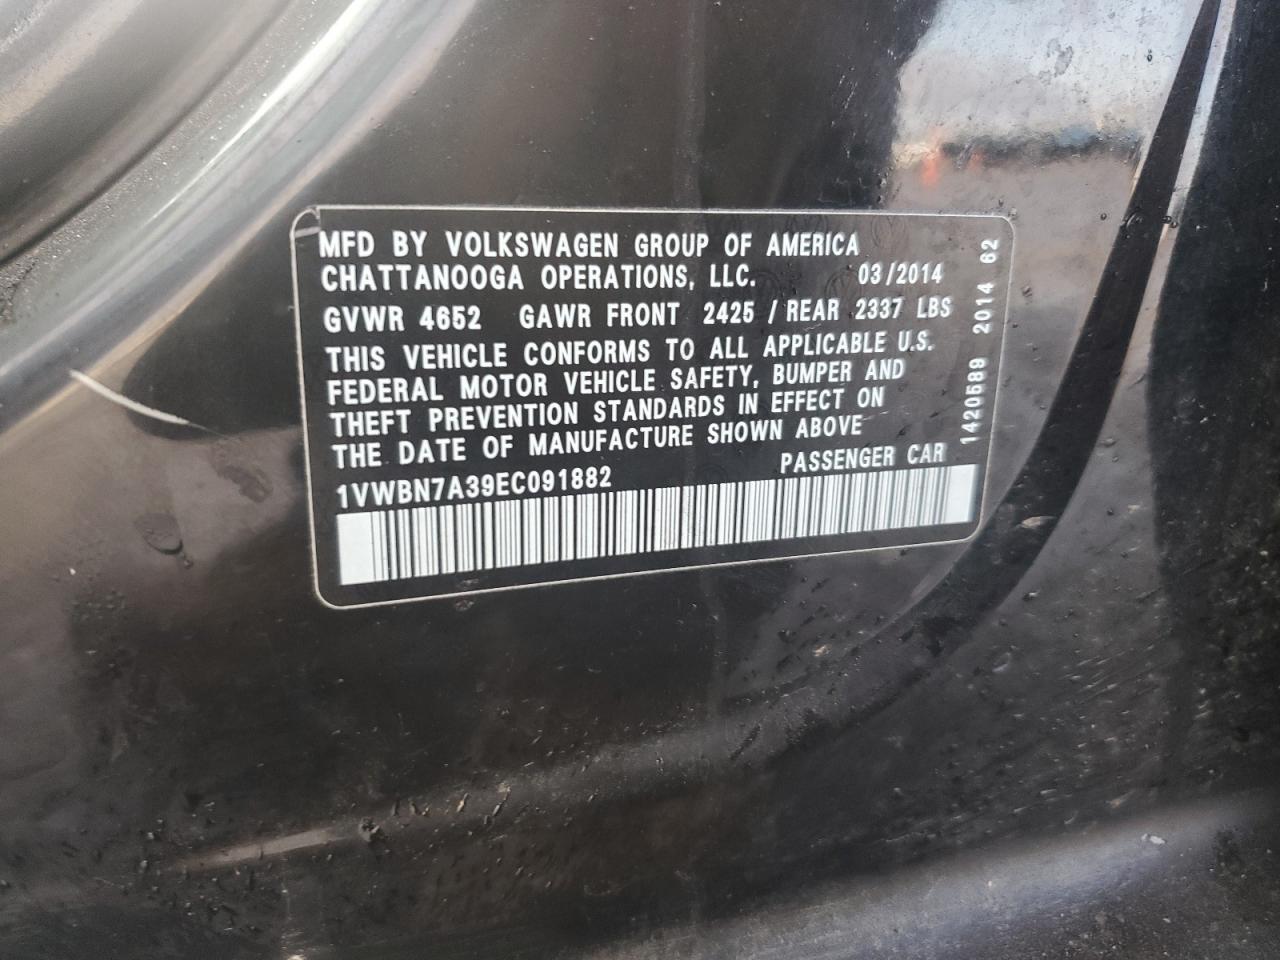 MFD BY VOLKSWAGEN GROUP OF AMERICA
CHATTANOOGA OPERATIONS, LLC. 03/2014
GVWR 4652 GAWR FRONT 2425 / REAR 2337 LBS
THIS VEHICLE CONFORMS TO ALL APPLICABLE U.S.
FEDERAL MOTOR VEHICLE SAFETY, BUMPER AND
THEFT PREVENTION STANDARDS IN EFFECT ON
THE DATE OF MANUFACTURE SHOWN ABOVE
1VWBN7A39EC091882 PASSENGER CAR
1420589 2014 62